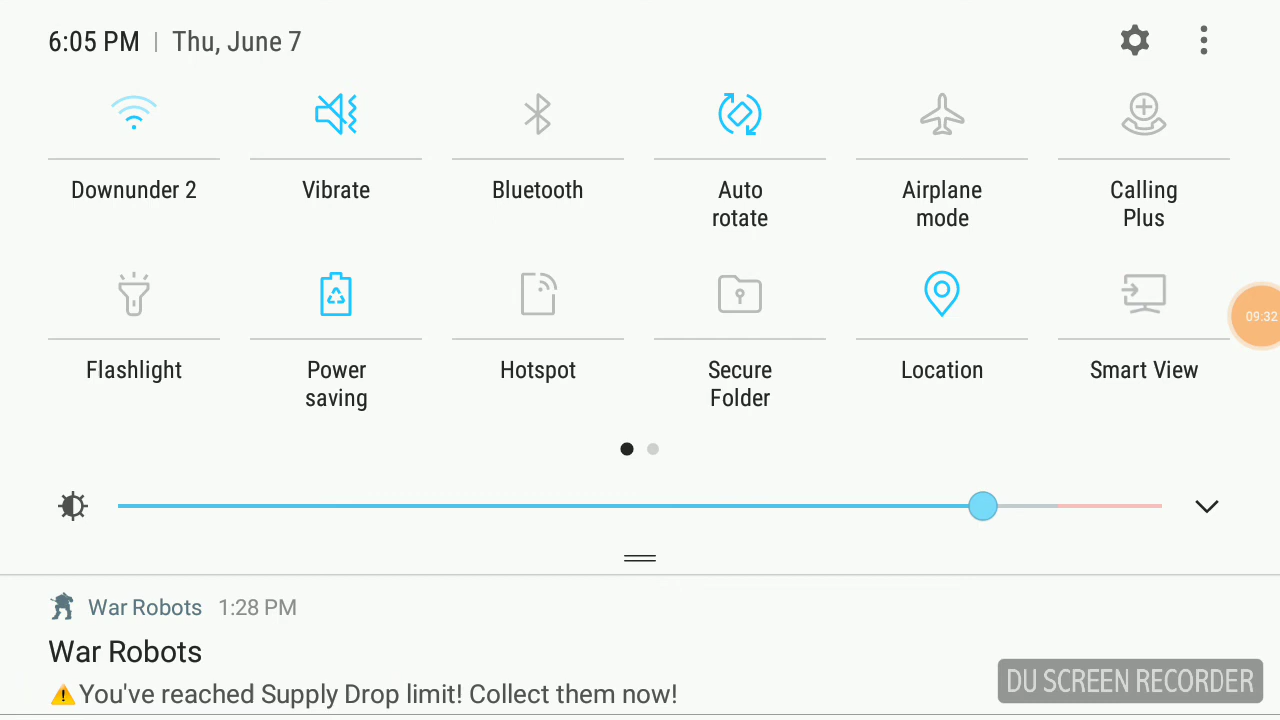 6:05 PM | Thu, June 7
Downunder 2
Vibrate
Bluetooth
Auto
rotate
Airplane
mode
Calling
Plus
09:32
Flashlight
Power
saving
Hotspot
Secure
Folder
Location
Smart View
War Robots 1:28 PM
War Robots
⚠You've reached Supply Drop limit! Collect them now!
DU SCREEN RECORDER